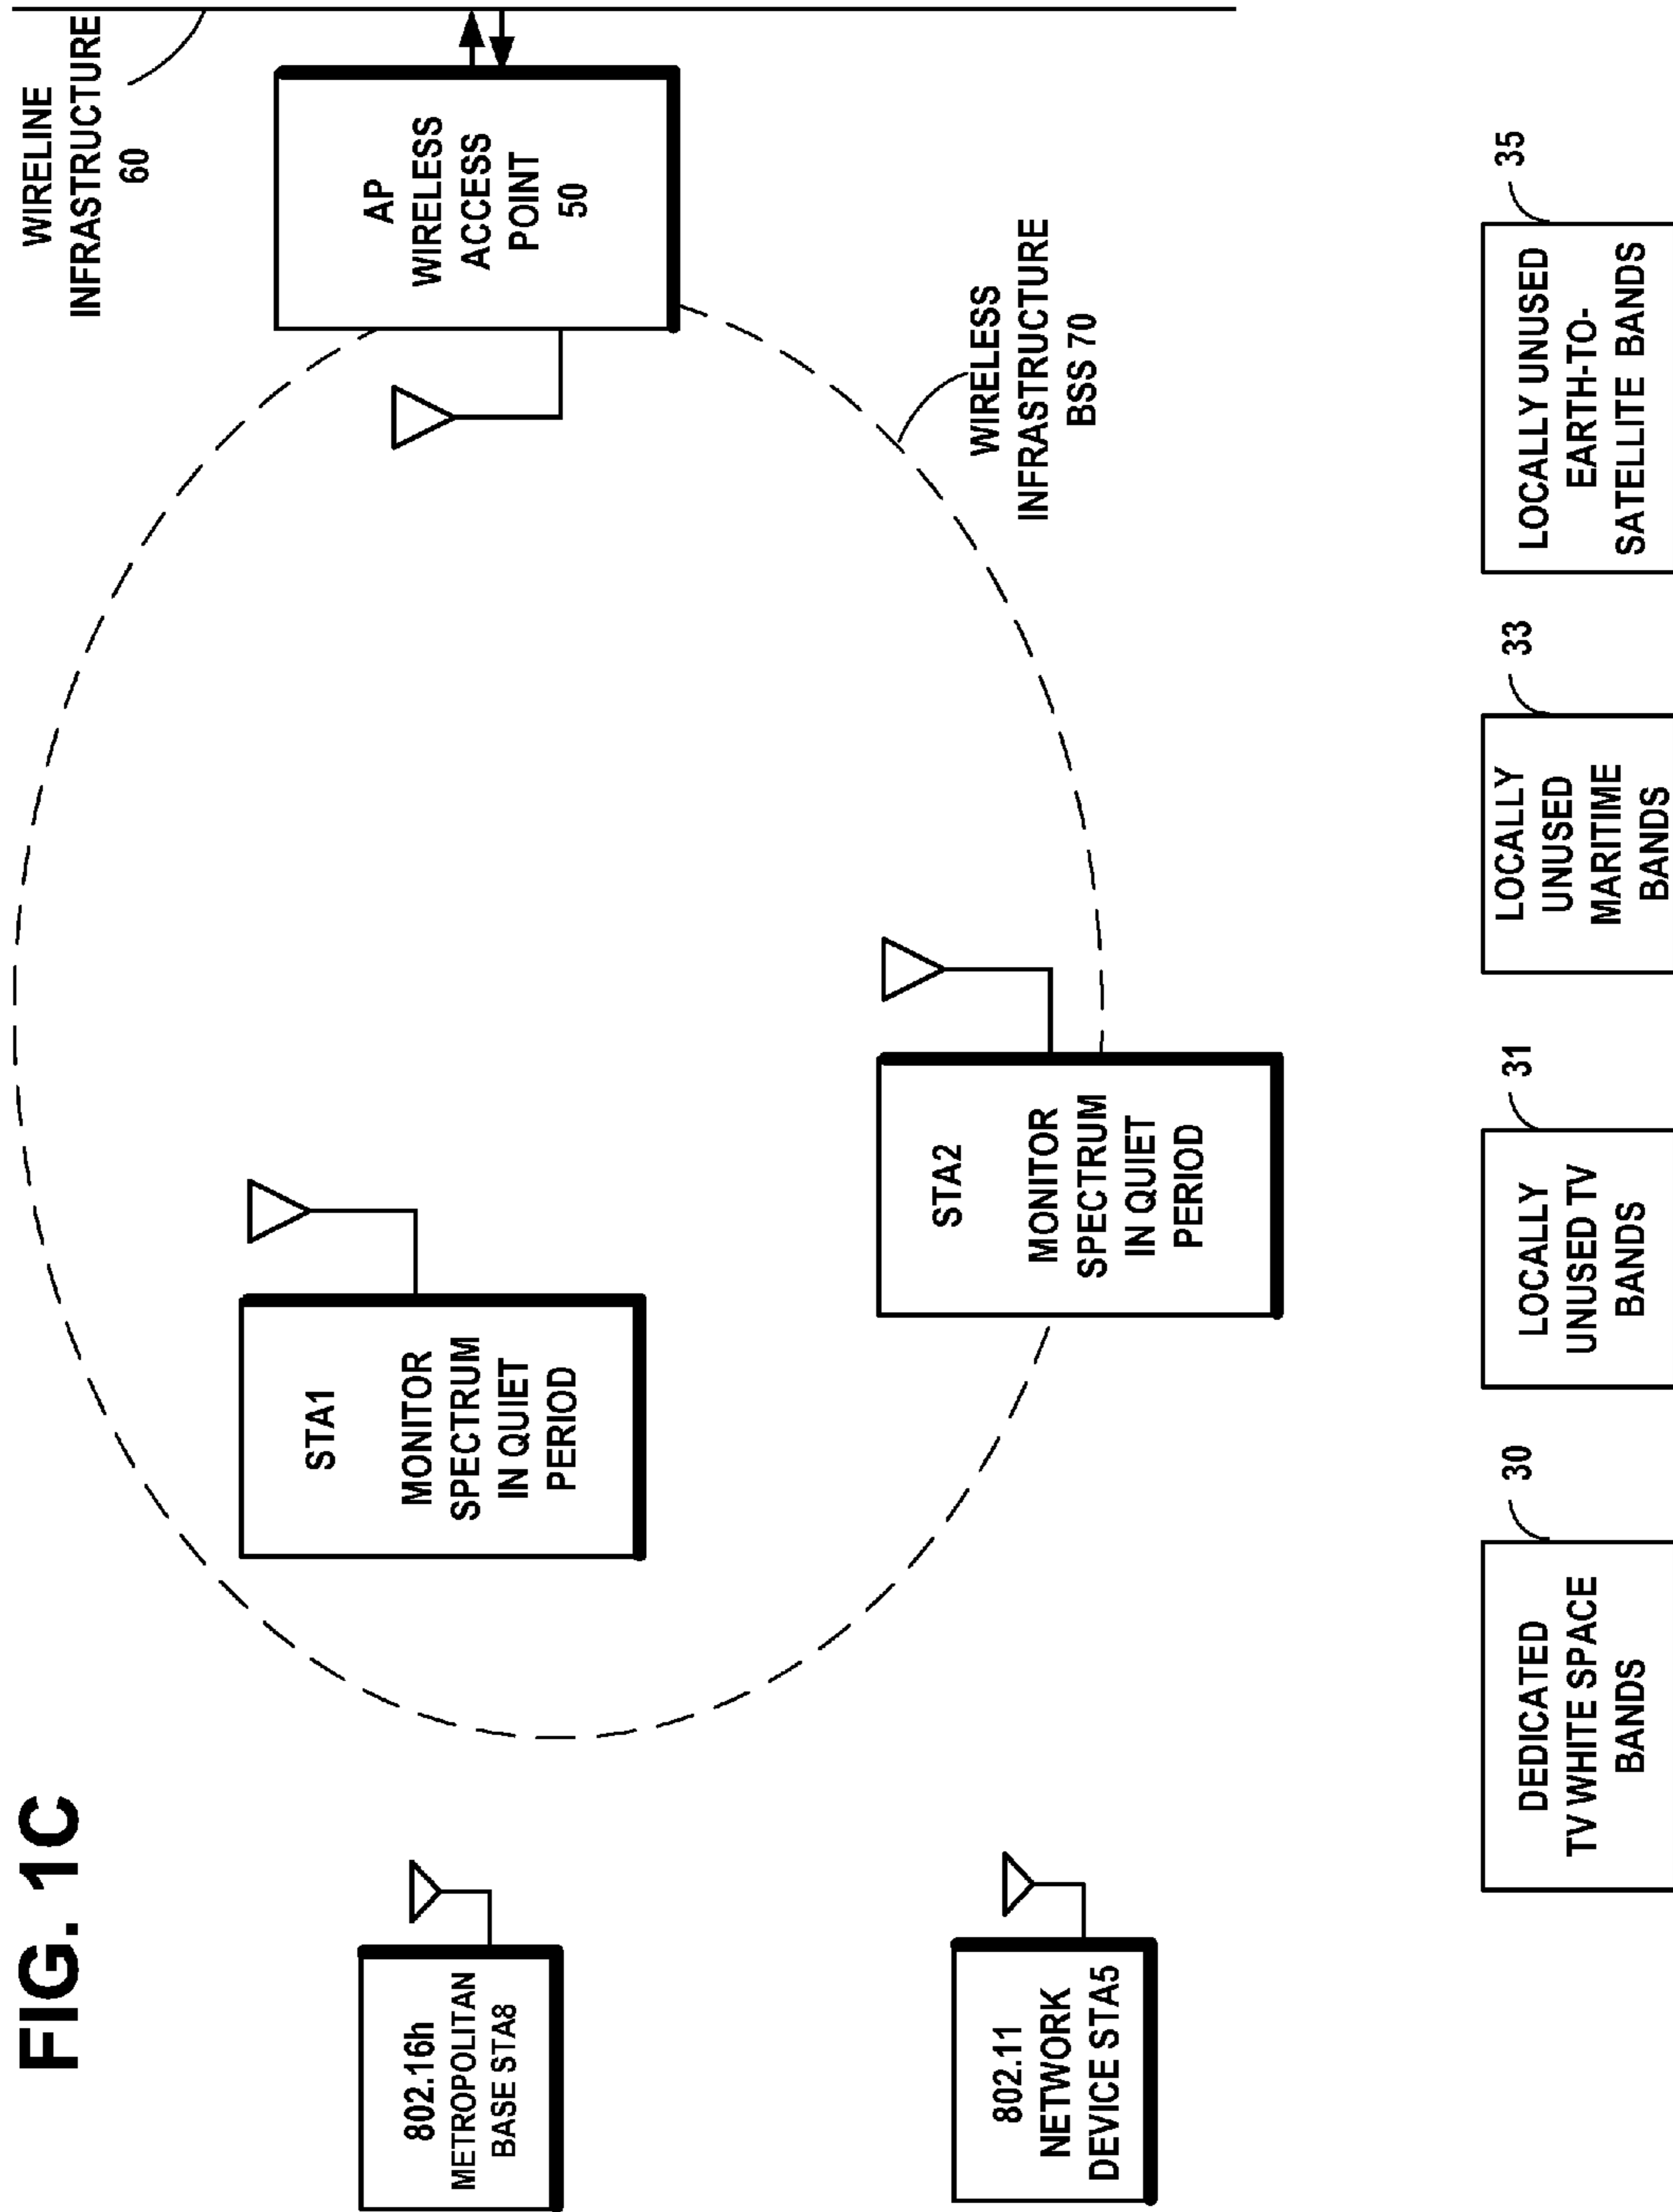 FIG. 1C
WIRELINE
INFRASTRUCTURE
60
802.16h
METROPOLITAN
BASE STA8
STA1
MONITOR
SPECTRUM
IN QUIET
PERIOD
AP
WIRELESS
ACCESS
POINT
50
802.11
NETWORK
DEVICE STA5
STA2
MONITOR
SPECTRUM
IN QUIET
PERIOD
WIRELESS
INFRASTRUCTURE
BSS 70
30
DEDICATED
TV WHITE SPACE
BANDS
31
LOCALLY
UNUSED TV
BANDS
33
LOCALLY
UNUSED
MARITIME
BANDS
35
LOCALLY UNUSED
EARTH-TO-
SATELLITE BANDS